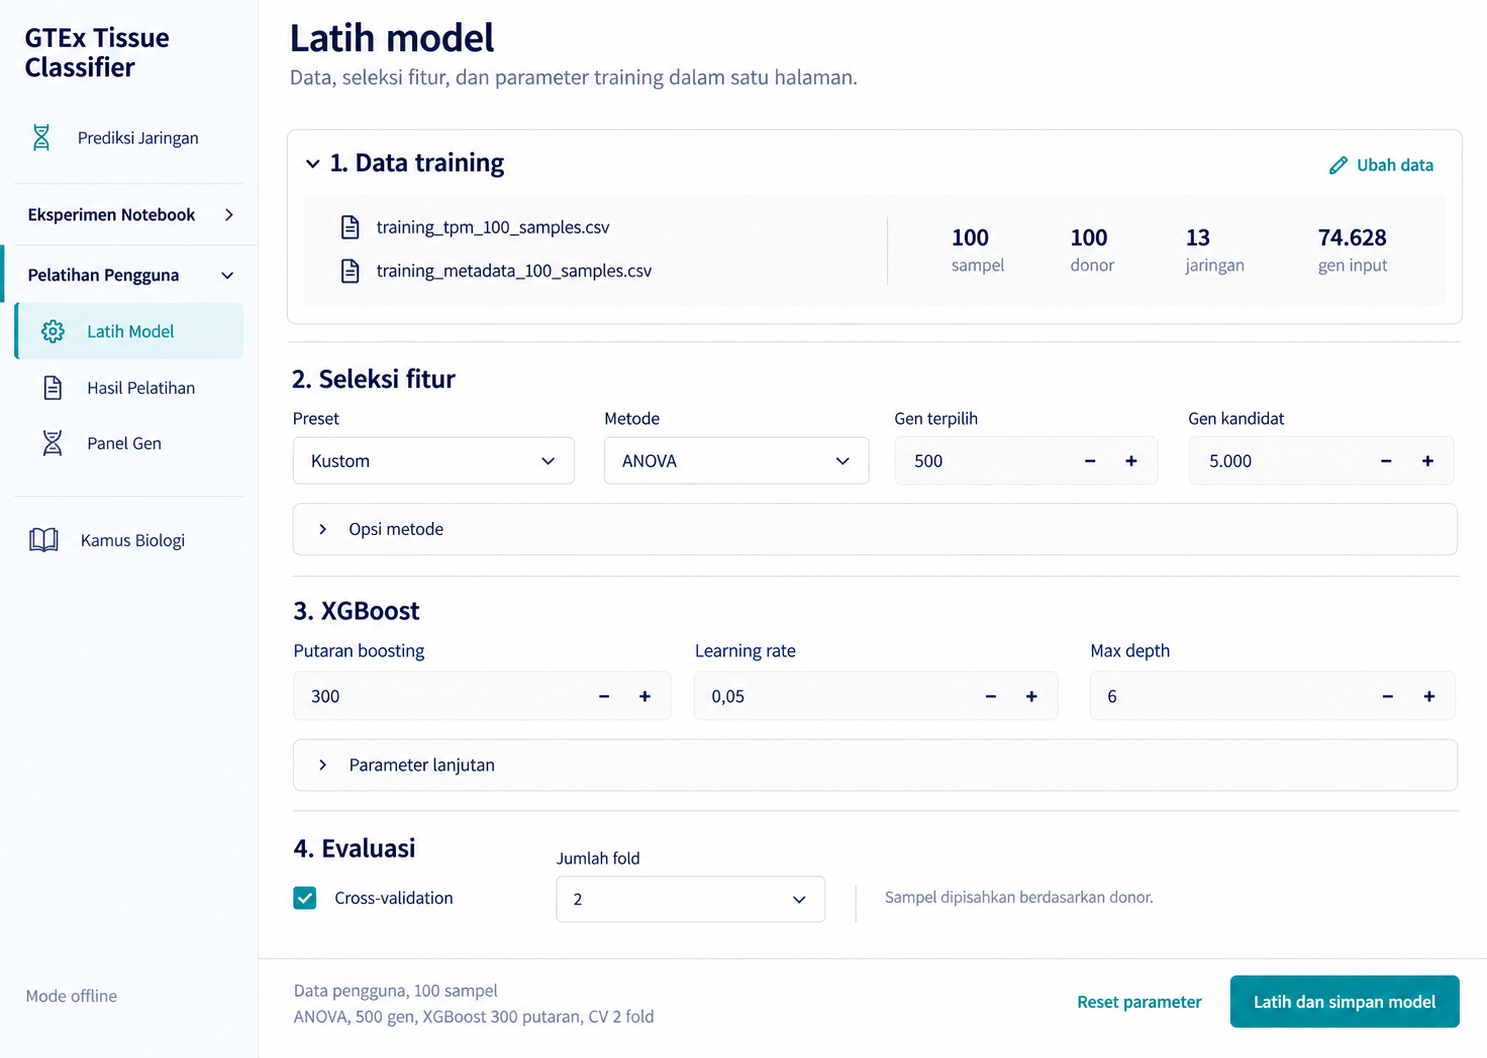 GTEx Tissue
Classifier
Prediksi Jaringan
Eksperimen Notebook
Pelatihan Pengguna
Latih Model
Hasil Pelatihan
Panel Gen
Kamus Biologi
Mode offline
Latih model
Data, seleksi fitur, dan parameter training dalam satu halaman.
1. Data training
Ubah data
training_tpm_100_samples.csv
training_metadata_100_samples.csv
100 100 13 74.628
sampel donor jaringan gen input
2. Seleksi fitur
Preset Metode Gen terpilih Gen kandidat
Kustom ANOVA 500 − + 5.000 − +
Opsi metode
3. XGBoost
Putaran boosting Learning rate Max depth
300 − + 0,05 − + 6 − +
Parameter lanjutan
4. Evaluasi
Jumlah fold
Cross-validation 2 Sampel dipisahkan berdasarkan donor.
Data pengguna, 100 sampel
ANOVA, 500 gen, XGBoost 300 putaran, CV 2 fold
Reset parameter Latih dan simpan model